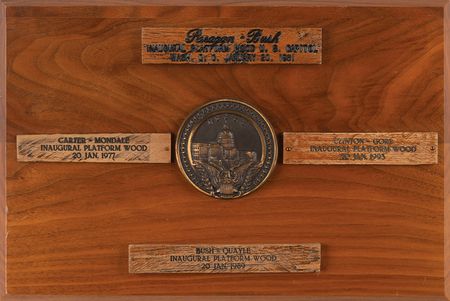 Reagan - Bush
INAUGURAL PLATFORM WOOD U. S. CAPITOL
WASH. D. C. JANUARY 20, 1981
CARTER - MONDALE
INAUGURAL PLATFORM WOOD
20 JAN. 1977
CLINTON - GORE
INAUGURAL PLATFORM WOOD
20 JAN. 1993
BUSH - QUAYLE
INAUGURAL PLATFORM WOOD
20 JAN. 1989